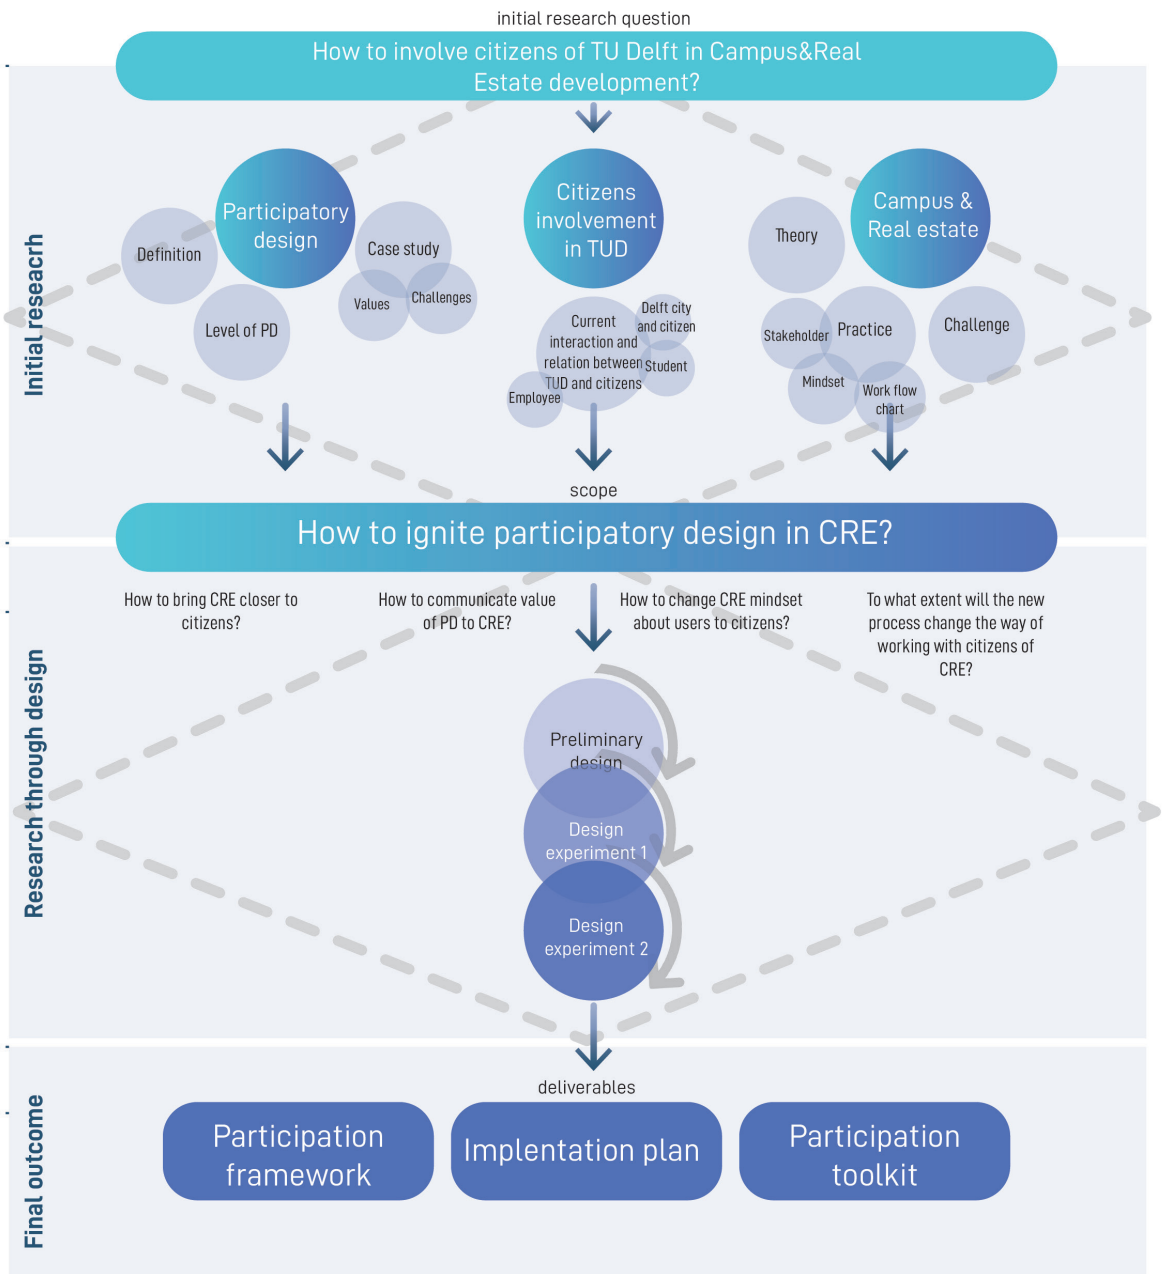 initial research question
How to involve citizens of TU Delft in Campus&Real
Estate development?
Initial reseacrh
Participatory
design
Definition
Level of PD
Case study
Values
Challenges
Citizens
involvement
in TUD
Current
interaction and
relation between
TUD and citizens
Delft city
and citizen
Student
Employee
Campus &
Real estate
Theory
Stakeholder
Practice
Mindset
Work flow
chart
Challenge
scope
How to ignite participatory design in CRE?
Research through design
How to bring CRE closer to
citizens?
How to communicate value
of PD to CRE?
How to change CRE mindset
about users to citizens?
To what extent will the new
process change the way of
working with citizens of
CRE?
Preliminary
design
Design
experiment 1
Design
experiment 2
Final outcome
deliverables
Participation
framework
Implentation plan
Participation
toolkit